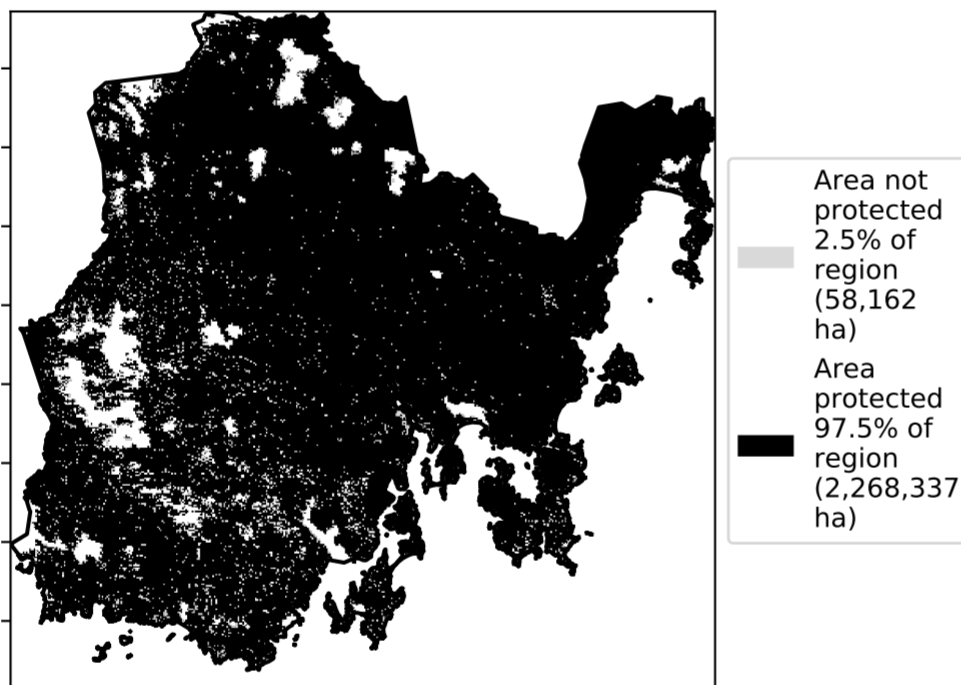 Area not
protected
2.5% of
region
(58,162
ha)
Area
protected
97.5% of
region
(2,268,337
ha)